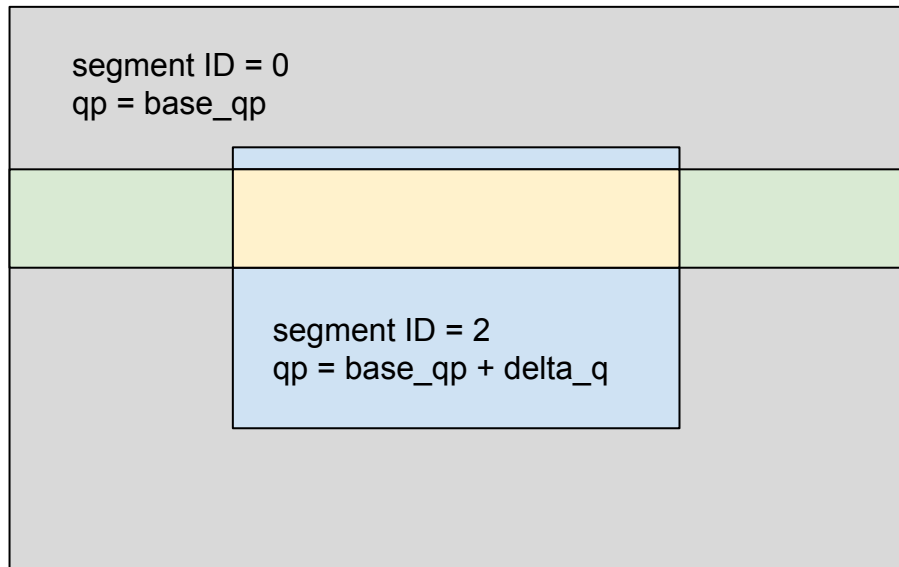 segment ID = 0
qp = base_qp
segment ID = 2
qp = base_qp + delta_q